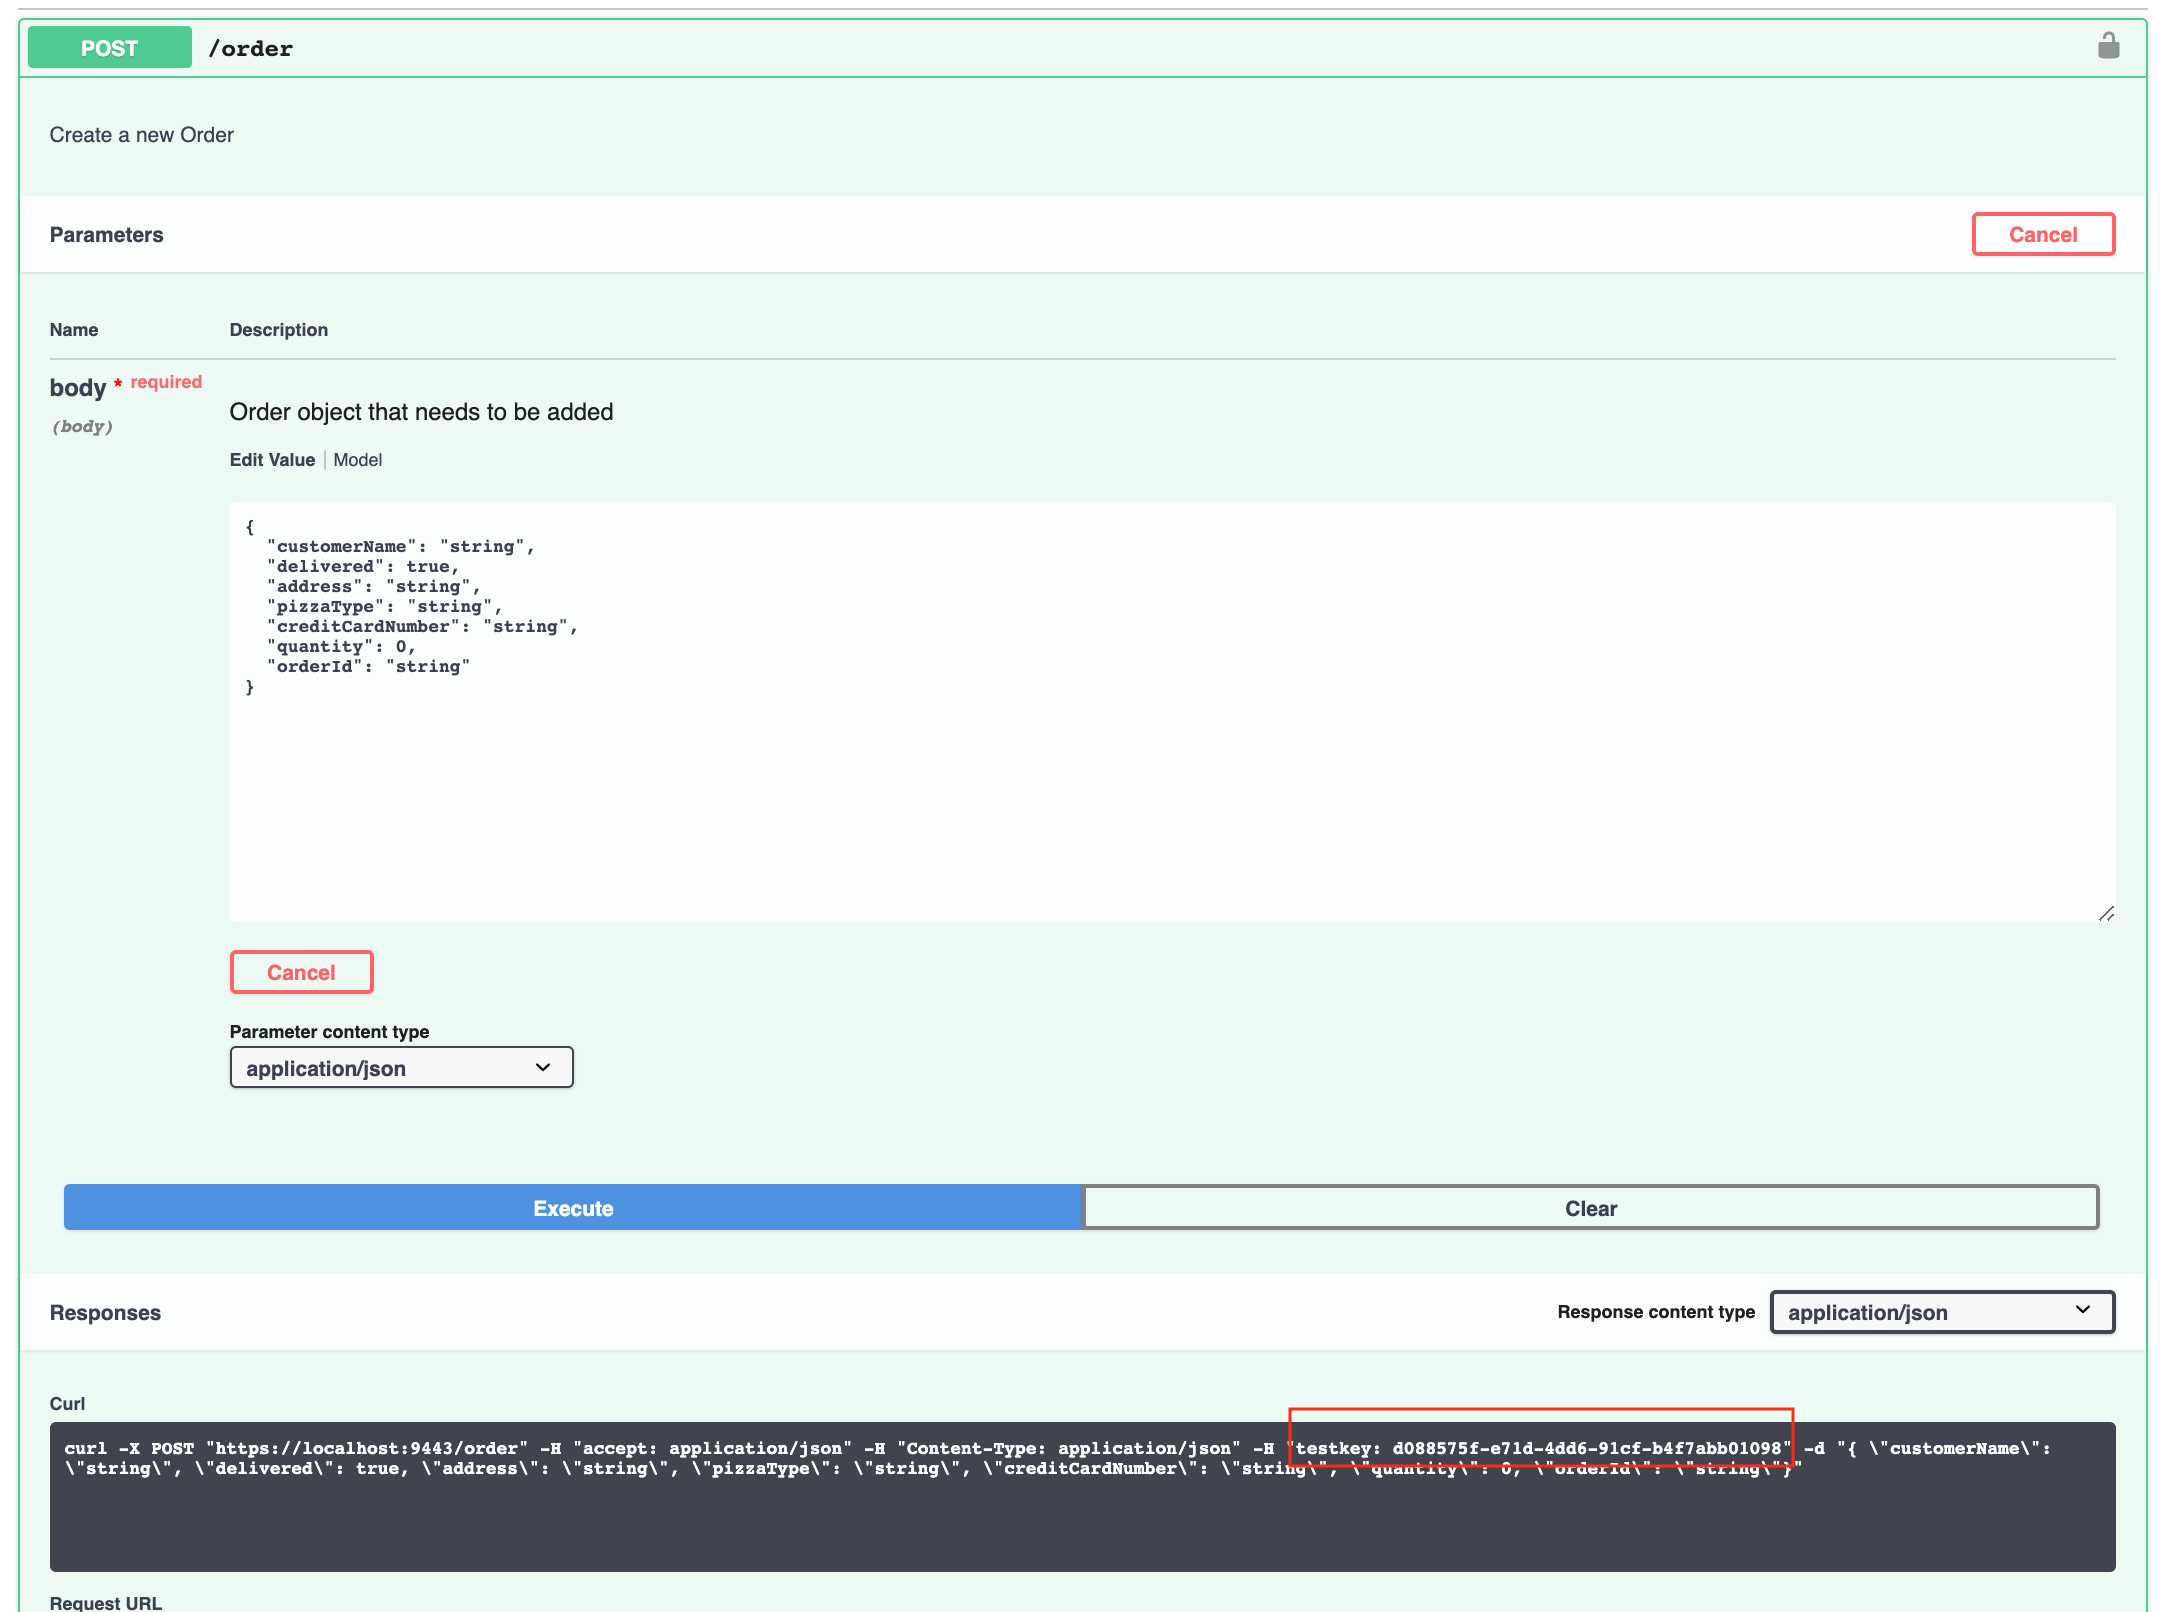 POST /order
Create a new Order
Parameters
Cancel
Name Description
body * required
(body)
Order object that needs to be added
Edit Value | Model
{
  "customerName": "string",
  "delivered": true,
  "address": "string",
  "pizzaType": "string",
  "creditCardNumber": "string",
  "quantity": 0,
  "orderId": "string"
}
Cancel
Parameter content type
application/json
Execute Clear
Responses Response content type application/json
Curl
curl -X POST "https://localhost:9443/order" -H "accept: application/json" -H "Content-Type: application/json" -H "testkey: d088575f-e71d-4dd6-91cf-b4f7abb01098" -d "{ \"customerName\":
\"string\", \"delivered\": true, \"address\": \"string\", \"pizzaType\": \"string\", \"creditCardNumber\": \"string\", \"quantity\": 0, \"orderId\": \"string\"}"
Request URL